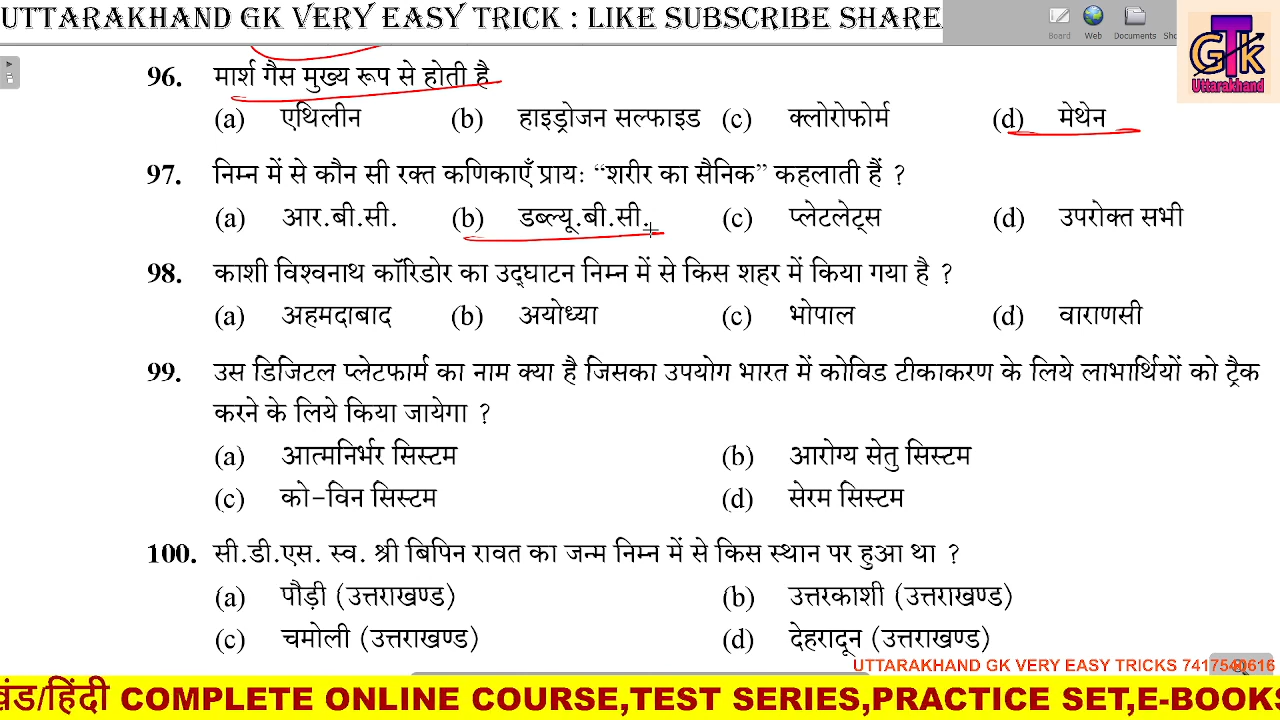 UTTARAKHAND GK VERY EASY TRICK : LIKE SUBSCRIBE SHARE
Board Web Documents
GTK
Uttarakhand
96. मार्श गैस मुख्य रूप से होती है
(a) एथिलीन (b) हाइड्रोजन सल्फाइड (c) क्लोरोफोर्म (d) मेथेन
97. निम्न में से कौन सी रक्त कणिकाएँ प्रायः “शरीर का सैनिक” कहलाती हैं ?
(a) आर.बी.सी. (b) डब्ल्यू.बी.सी. (c) प्लेटलेट्स (d) उपरोक्त सभी
98. काशी विश्वनाथ कॉरिडोर का उद्घाटन निम्न में से किस शहर में किया गया है ?
(a) अहमदाबाद (b) अयोध्या (c) भोपाल (d) वाराणसी
99. उस डिजिटल प्लेटफार्म का नाम क्या है जिसका उपयोग भारत में कोविड टीकाकरण के लिये लाभार्थियों को ट्रैक
करने के लिये किया जायेगा ?
(a) आत्मनिर्भर सिस्टम (b) आरोग्य सेतु सिस्टम
(c) को-विन सिस्टम (d) सेरम सिस्टम
100. सी.डी.एस. स्व. श्री बिपिन रावत का जन्म निम्न में से किस स्थान पर हुआ था ?
(a) पौड़ी (उत्तराखण्ड) (b) उत्तरकाशी (उत्तराखण्ड)
(c) चमोली (उत्तराखण्ड) (d) देहरादून (उत्तराखण्ड)
UTTARAKHAND GK VERY EASY TRICKS 7417540616
खंड/हिंदी COMPLETE ONLINE COURSE,TEST SERIES,PRACTICE SET,E-BOOKS